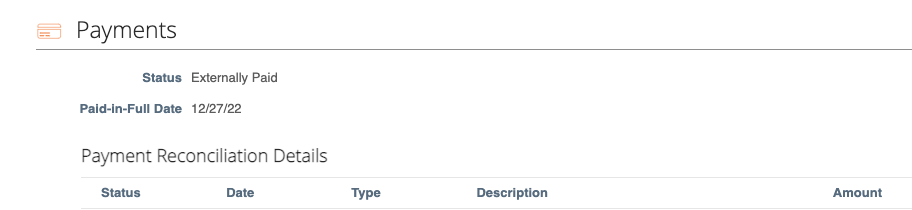 Payments
Status Externally Paid
Paid-in-Full Date 12/27/22
Payment Reconciliation Details
Status Date Type Description Amount